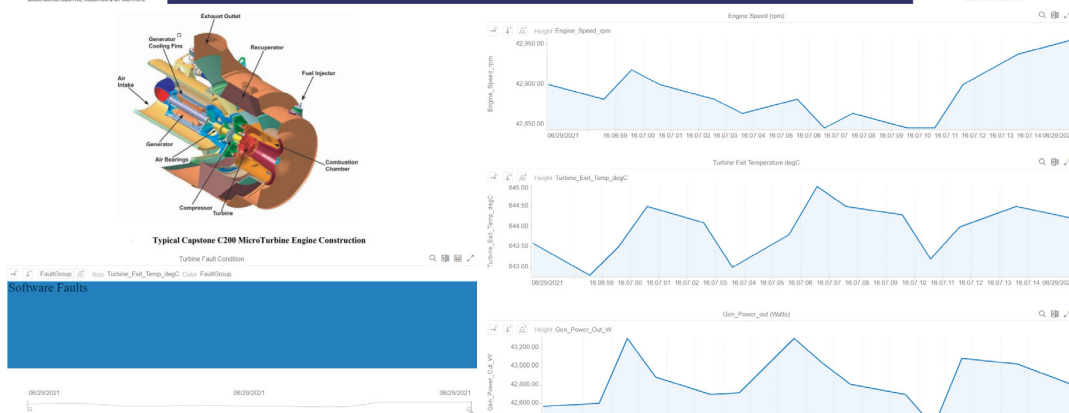 Exhaust Outlet
Generator
Cooling Fins
Recuperator
Fuel Injector
Air
Intake
Generator
Air Bearings
Combustion
Chamber
Compressor
Turbine
Typical Capstone C200 MicroTurbine Engine Construction
Turbine Fault Condition
FaultGroup Size Turbine_Exit_Temp_degC Color FaultGroup
Software Faults
06/29/2021 06/29/2021 06/29/2021
Engine Speed (rpm)
Height Engine_Speed_rpm
Engine_Speed_rpm
42,950.00
42,900.00
42,850.00
06/29/2021 16.06.59 16.07.00 16.07.01 16.07.02 16.07.03 16.07.04 16.07.05 16.07.06 16.07.07 16.07.08 16.07.09 16.07.10 16.07.11 16.07.12 16.07.13 16.07.14 06/29/202
Turbine Exit Temperature degC
Height Turbine_Exit_Temp_degC
Turbine_Exit_Temp_degC
645.00
644.50
644.00
643.50
643.00
06/29/2021 16.06.59 16.07.00 16.07.01 16.07.02 16.07.03 16.07.04 16.07.05 16.07.06 16.07.07 16.07.08 16.07.09 16.07.10 16.07.11 16.07.12 16.07.13 16.07.14 06/29/202
Gen_Power_out (Watts)
Height Gen_Power_Out_W
Gen_Power_Out_W
43,200.00
43,000.00
42,800.00
42,600.00